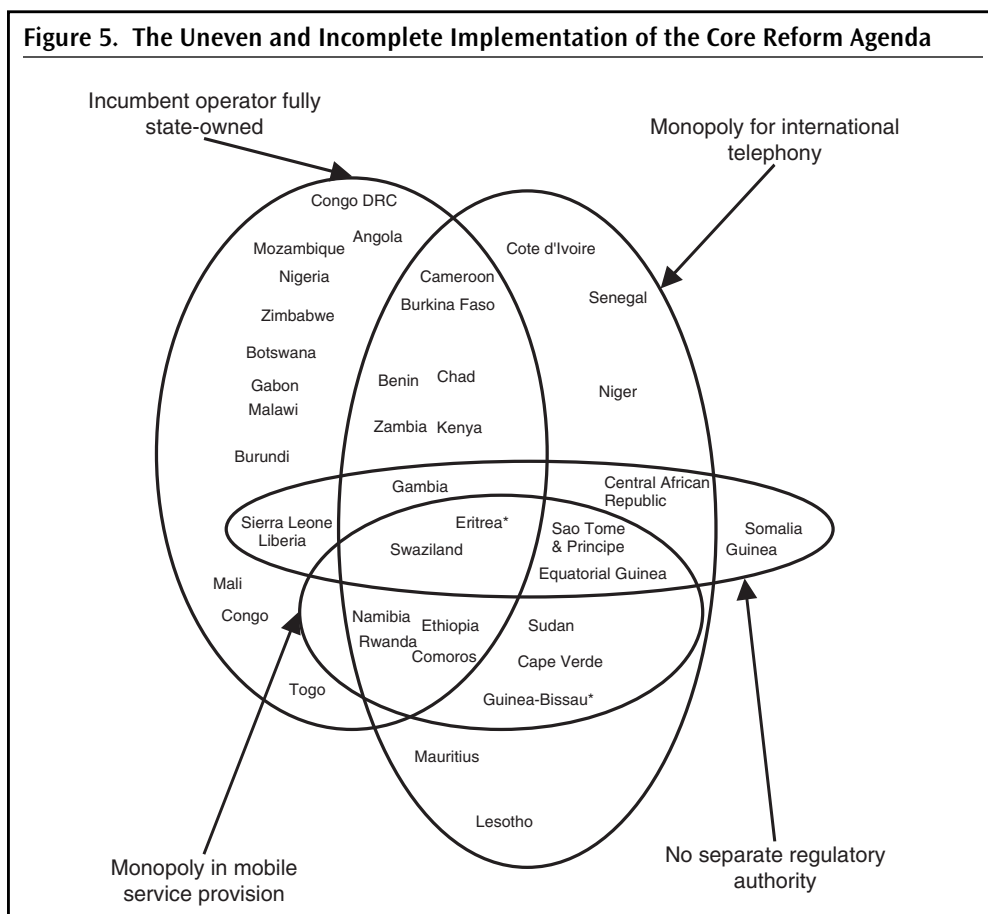 Figure 5. The Uneven and Incomplete Implementation of the Core Reform Agenda
Incumbent operator fully
state-owned
Monopoly for international
telephony
Congo DRC
Angola
Mozambique
Cote d'Ivoire
Nigeria
Cameroon
Senegal
Burkina Faso
Zimbabwe
Botswana
Benin
Chad
Gabon
Niger
Malawi
Zambia
Kenya
Burundi
Gambia
Central African
Republic
Sierra Leone
Liberia
Eritrea*
Swaziland
Sao Tome
& Principe
Somalia
Guinea
Equatorial Guinea
Mali
Congo
Namibia
Ethiopia
Sudan
Rwanda
Comoros
Cape Verde
Togo
Guinea-Bissau*
Mauritius
Lesotho
Monopoly in mobile
service provision
No separate regulatory
authority